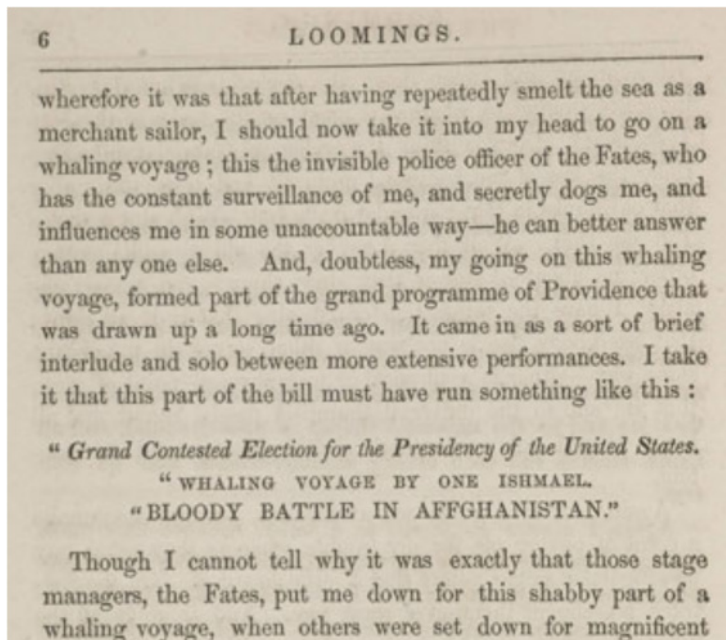 6 LOOMINGS.
wherefore it was that after having repeatedly smelt the sea as a
merchant sailor, I should now take it into my head to go on a
whaling voyage ; this the invisible police officer of the Fates, who
has the constant surveillance of me, and secretly dogs me, and
influences me in some unaccountable way—he can better answer
than any one else. And, doubtless, my going on this whaling
voyage, formed part of the grand programme of Providence that
was drawn up a long time ago. It came in as a sort of brief
interlude and solo between more extensive performances. I take
it that this part of the bill must have run something like this :
“ Grand Contested Election for the Presidency of the United States.
“ WHALING VOYAGE BY ONE ISHMAEL.
“BLOODY BATTLE IN AFFGHANISTAN.”
Though I cannot tell why it was exactly that those stage
managers, the Fates, put me down for this shabby part of a
whaling voyage, when others were set down for magnificent